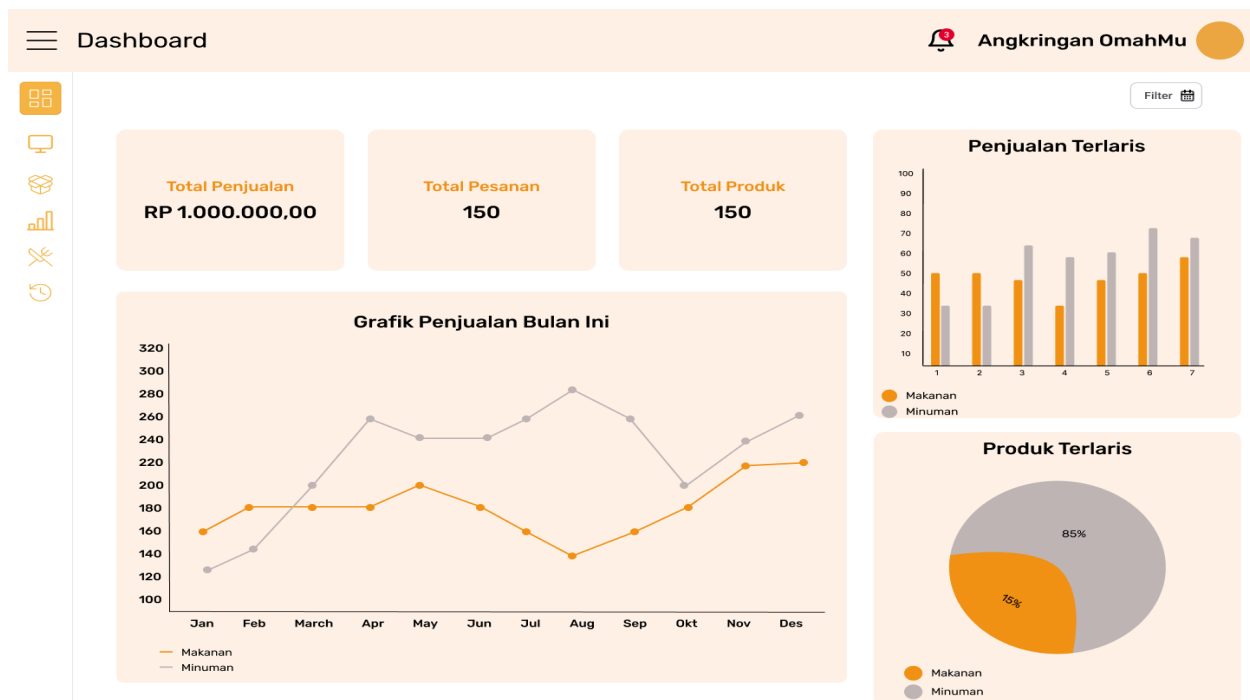 Dashboard
3
Angkringan OmahMu
Filter
Total Penjualan
RP 1.000.000,00
Total Pesanan
150
Total Produk
150
Penjualan Terlaris
100
90
80
70
60
50
40
30
20
10
1 2 3 4 5 6 7
Makanan
Minuman
Grafik Penjualan Bulan Ini
320
300
280
260
240
220
200
180
160
140
120
100
Jan Feb March Apr May Jun Jul Aug Sep Okt Nov Des
Makanan
Minuman
Produk Terlaris
85%
15%
Makanan
Minuman